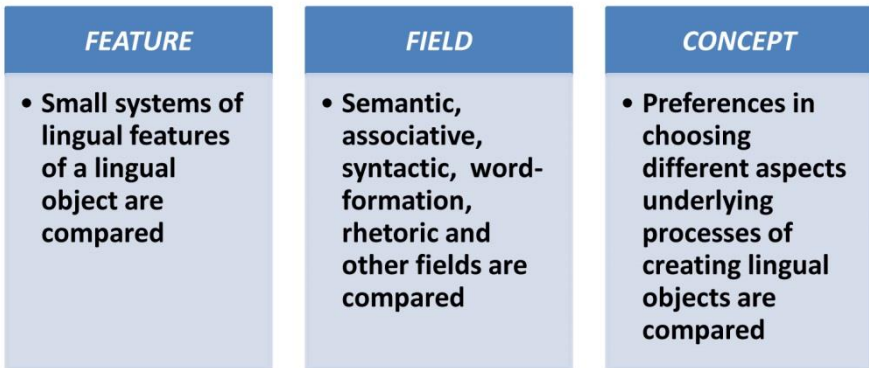 FEATURE
• Small systems of
lingual features
of a lingual
object are
compared
FIELD
• Semantic,
associative,
syntactic, word-
formation,
rhetoric and
other fields are
compared
CONCEPT
• Preferences in
choosing
different aspects
underlying
processes of
creating lingual
objects are
compared